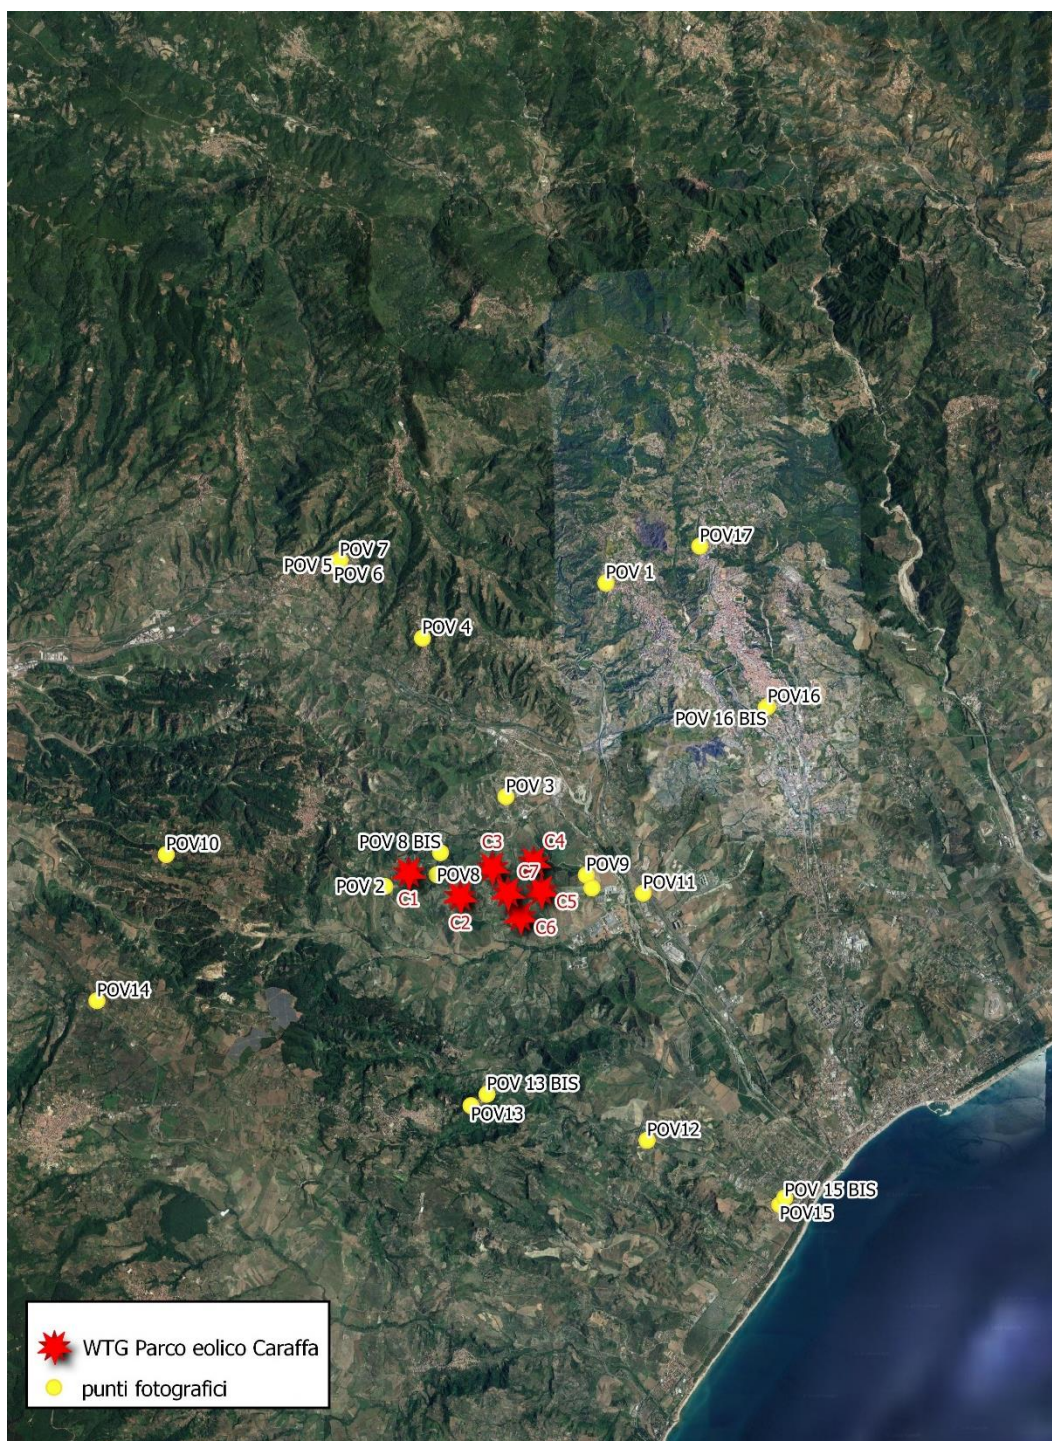 POV17
POV 7
POV 5
POV 6
POV 1
POV 4
POV16
POV 16 BIS
POV 3
POV 8 BIS
C3
C4
POV10
POV8
C7
POV9
POV 2
C1
C2
C5
POV11
C6
POV14
POV 13 BIS
POV13
POV12
POV 15 BIS
POV15
WTG Parco eolico Caraffa
punti fotografici